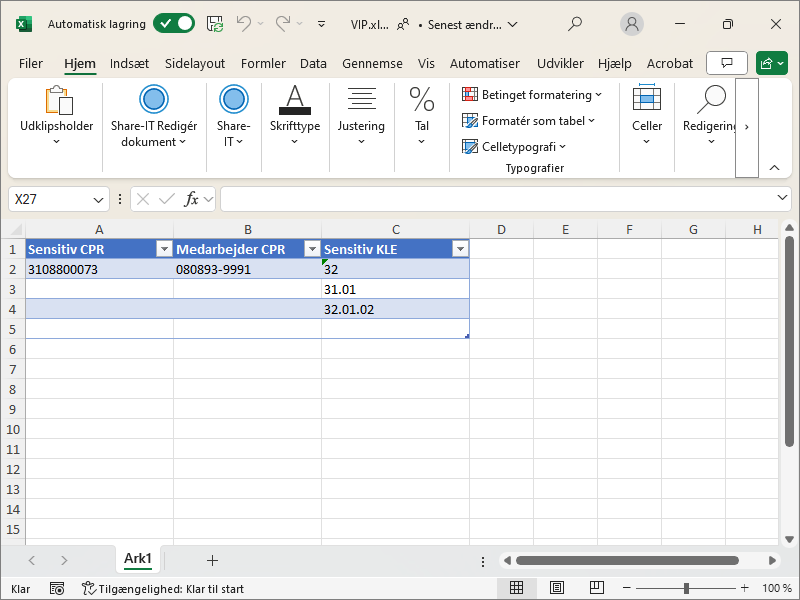 Automatisk lagring VIP.xl... • Senest ændr...
Filer Hjem Indsæt Sidelayout Formler Data Gennemse Vis Automatiser Udvikler Hjælp Acrobat
Udklipsholder
Share-IT Redigér
dokument
Share-
IT
Skrifttype
Justering
%
Tal
Betinget formatering
Formatér som tabel
Celletypografi
Typografier
Celler
Redigering
X27 fx
A B C D E F G H
1 Sensitiv CPR Medarbejder CPR Sensitiv KLE
2 3108800073 080893-9991 32
3 31.01
4 32.01.02
5
6
7
8
9
10
11
12
13
14
15
Ark1
Klar Tilgængelighed: Klar til start 100 %